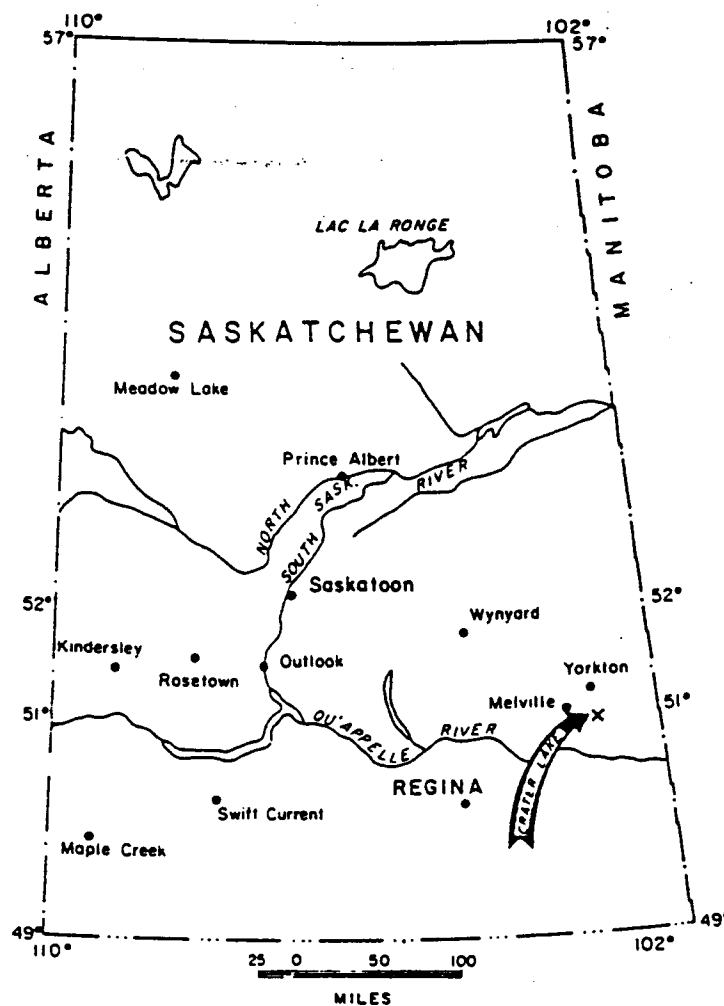 110°
102°
57°
57°
ALBERTA
MANITOBA
LAC LA RONGE
SASKATCHEWAN
Meadow Lake
Prince Albert
NORTH
SASK.
RIVER
SOUTH
Saskatoon
52°
52°
Wynyard
Kindersley
Rosetown
Outlook
Yorkton
Melville
X
51°
51°
QU'APPELLE
RIVER
CRATER LAKE
REGINA
Swift Current
Maple Creek
49°
49°
110°
102°
25 0 50 100
MILES